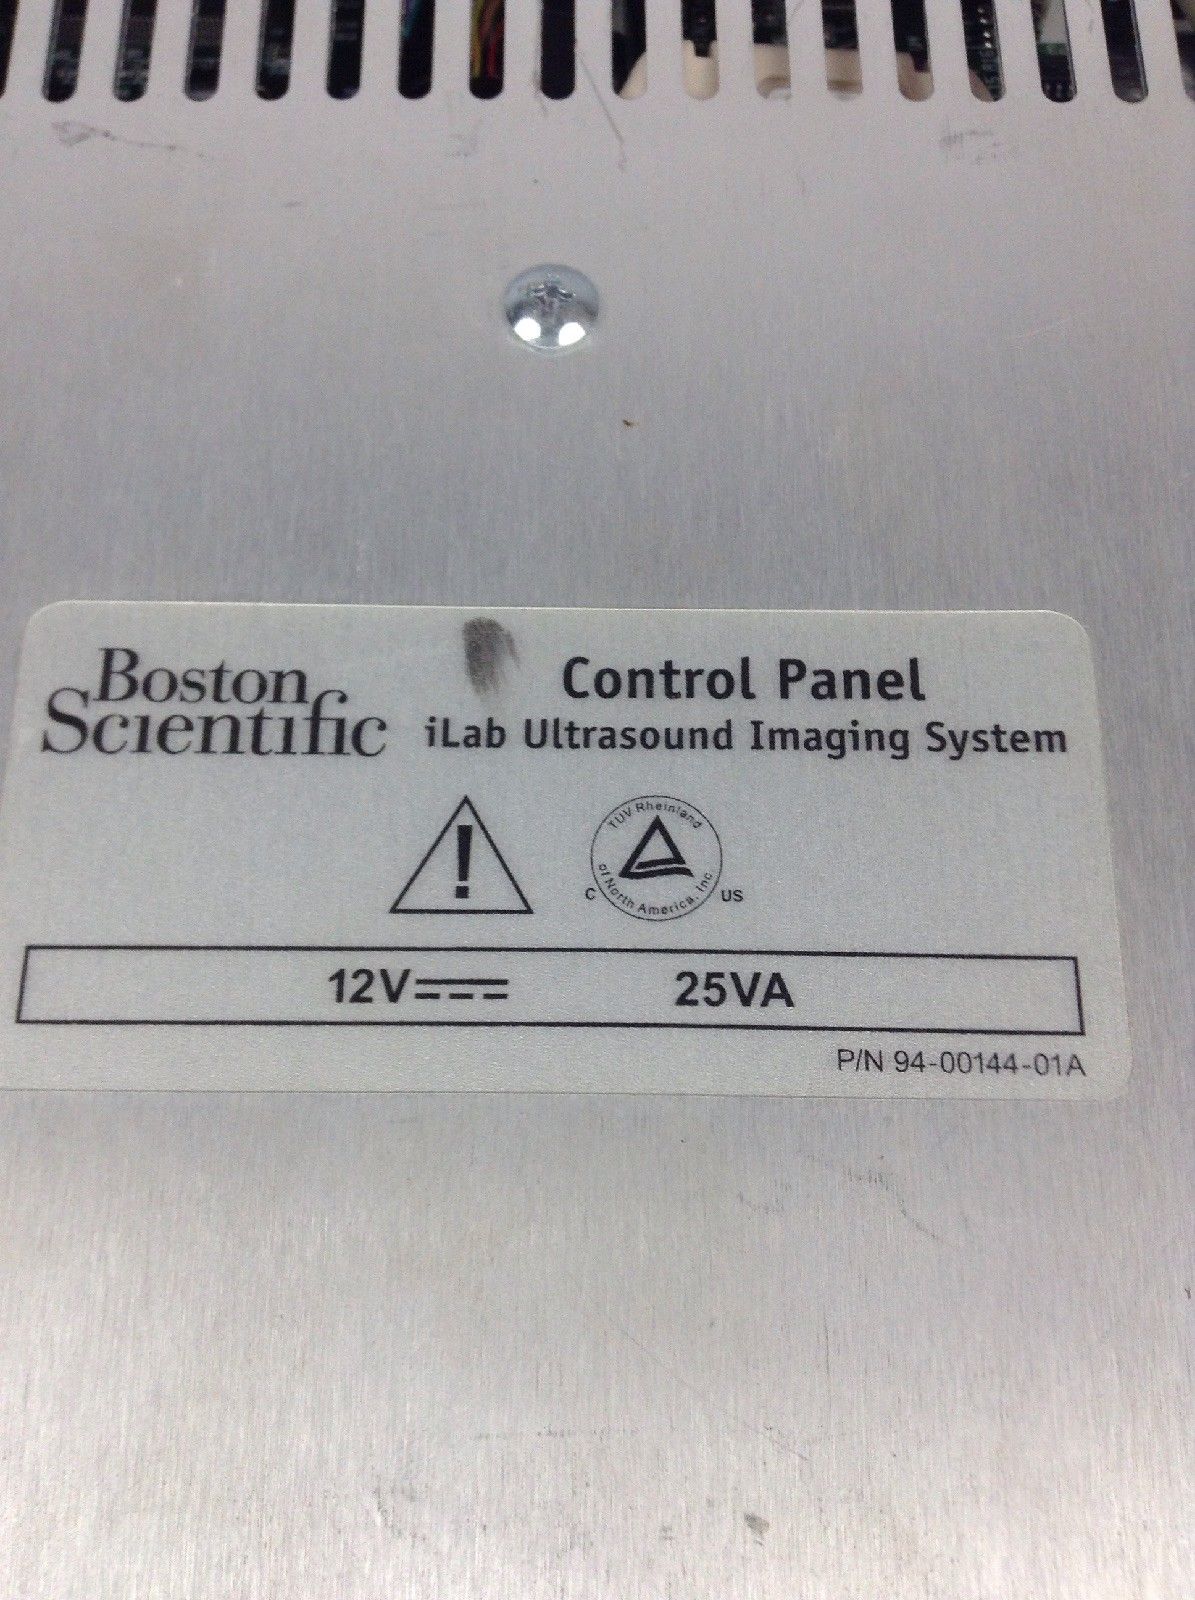 Boston
Scientific
Control Panel
iLab Ultrasound Imaging System
!
TÜV Rheinland
of North America, Inc.
C US
12V 25VA
P/N 94-00144-01A